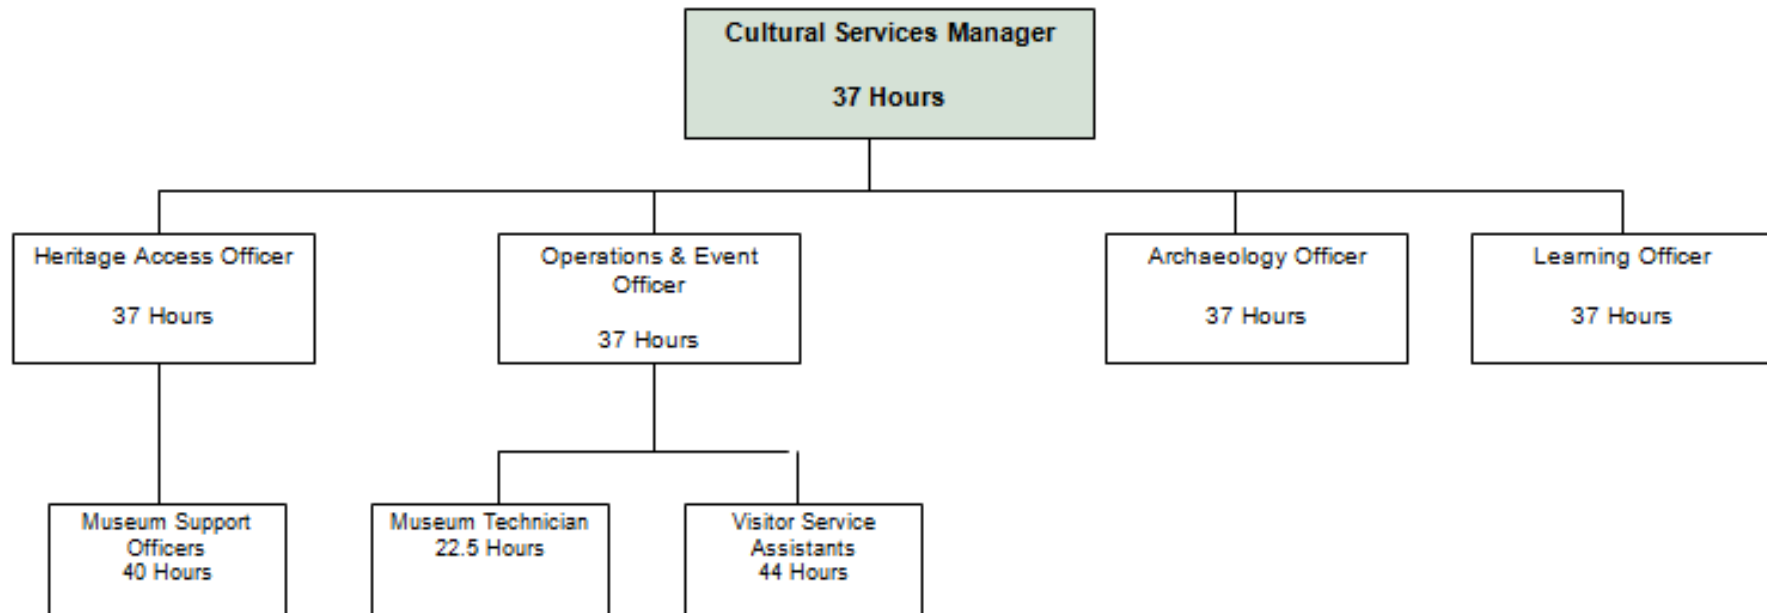 Cultural Services Manager
37 Hours
Heritage Access Officer
37 Hours
Operations & Event
Officer
37 Hours
Archaeology Officer
37 Hours
Learning Officer
37 Hours
Museum Support
Officers
40 Hours
Museum Technician
22.5 Hours
Visitor Service
Assistants
44 Hours